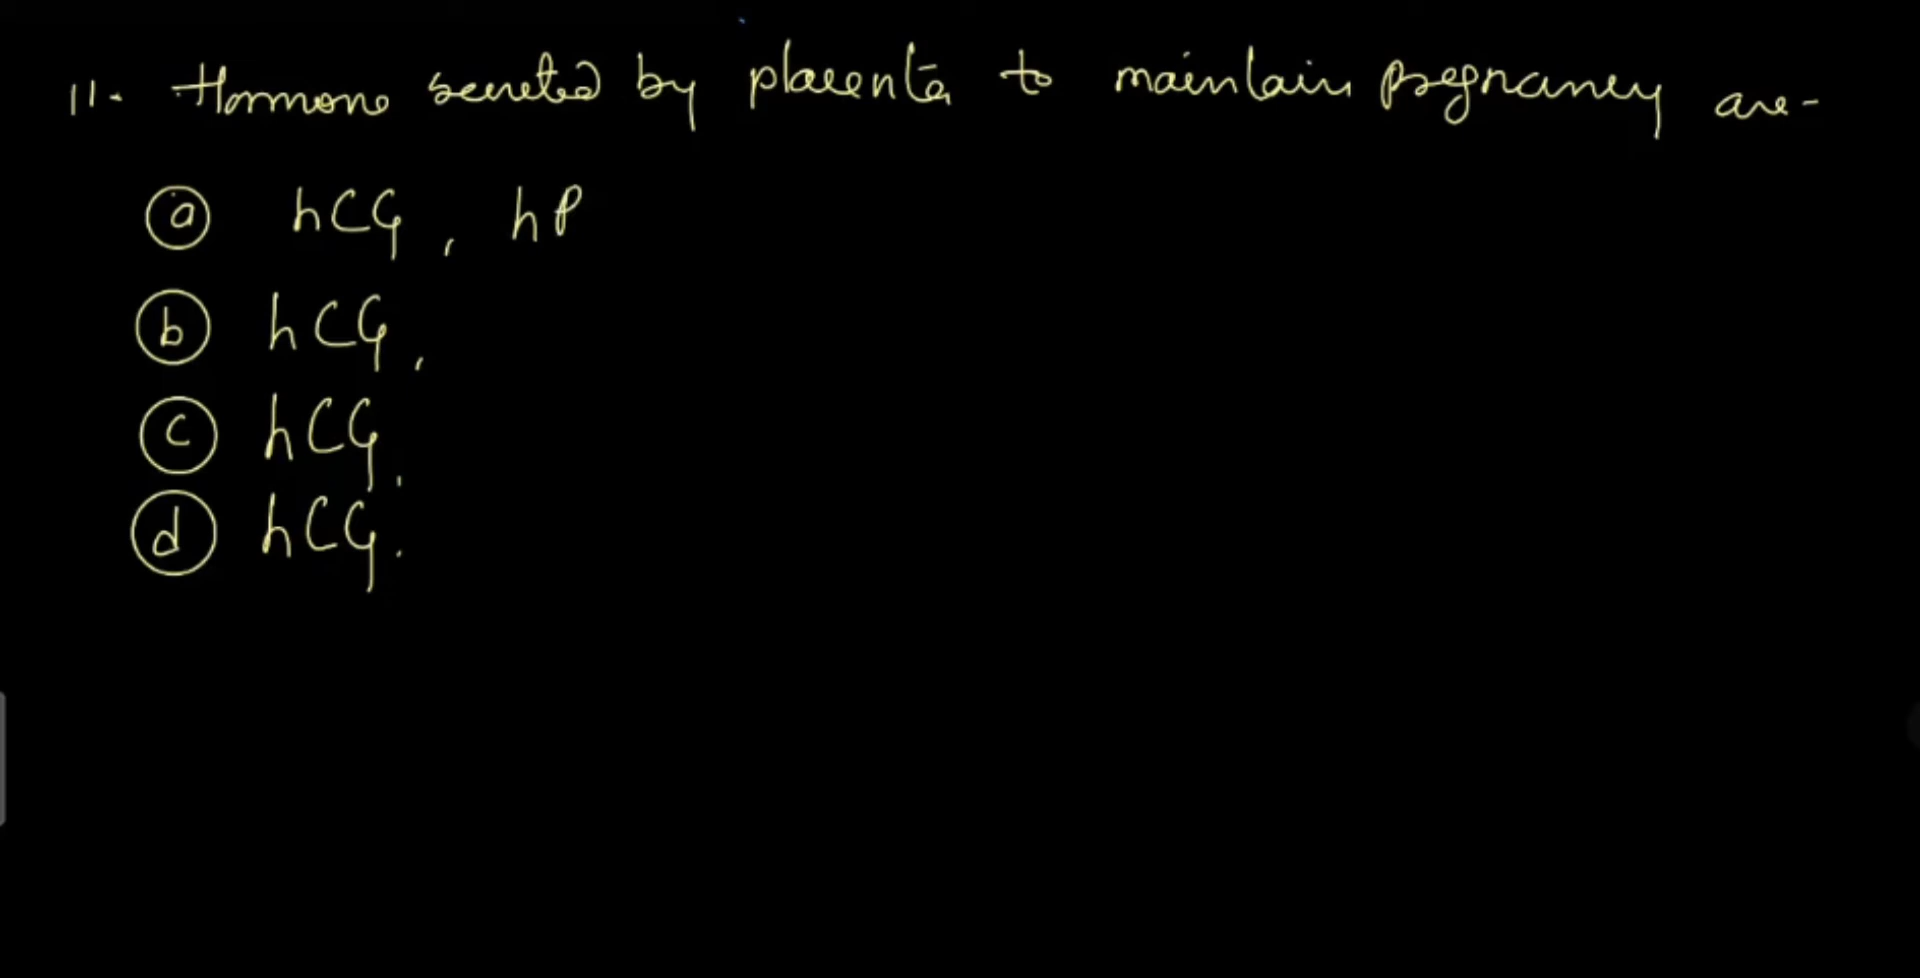 11. Hormone secreted by placenta to maintain pregnancy are-
(a) hCG, hP
(b) hCG,
(c) hCG,
(d) hCG.